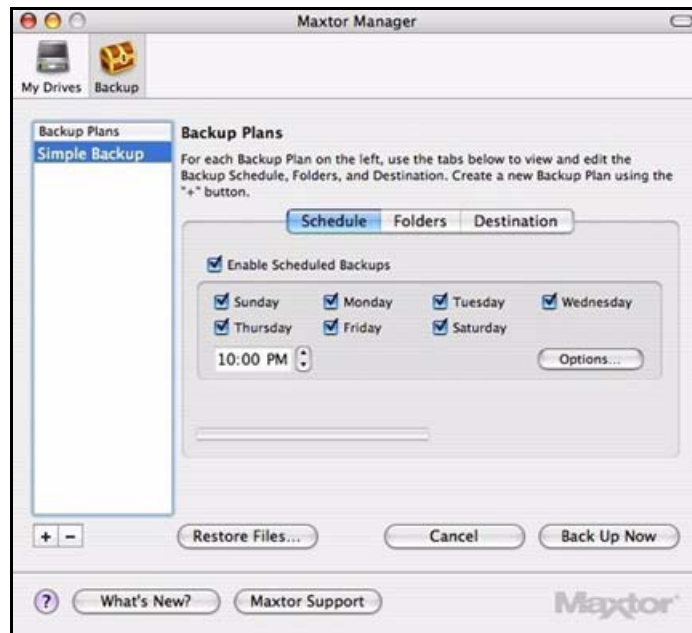 Maxtor Manager
My Drives Backup
Backup Plans
Simple Backup
Backup Plans
For each Backup Plan on the left, use the tabs below to view and edit the
Backup Schedule, Folders, and Destination. Create a new Backup Plan using the
"+" button.
Schedule Folders Destination
Enable Scheduled Backups
Sunday Monday Tuesday Wednesday
Thursday Friday Saturday
10:00 PM Options...
+ -
Restore Files... Cancel Back Up Now
? What's New? Maxtor Support Maxtor